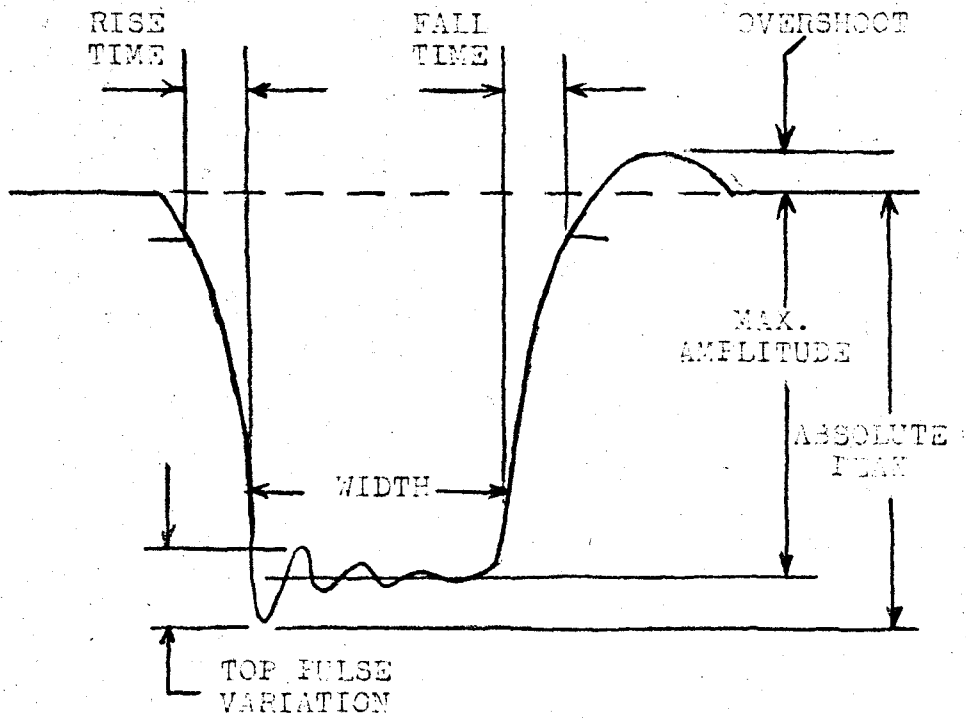 RISE
TIME
FALL
TIME
OVERSHOOT
MAX.
AMPLITUDE
ABSOLUTE
PEAK
WIDTH
TOP PULSE
VARIATION